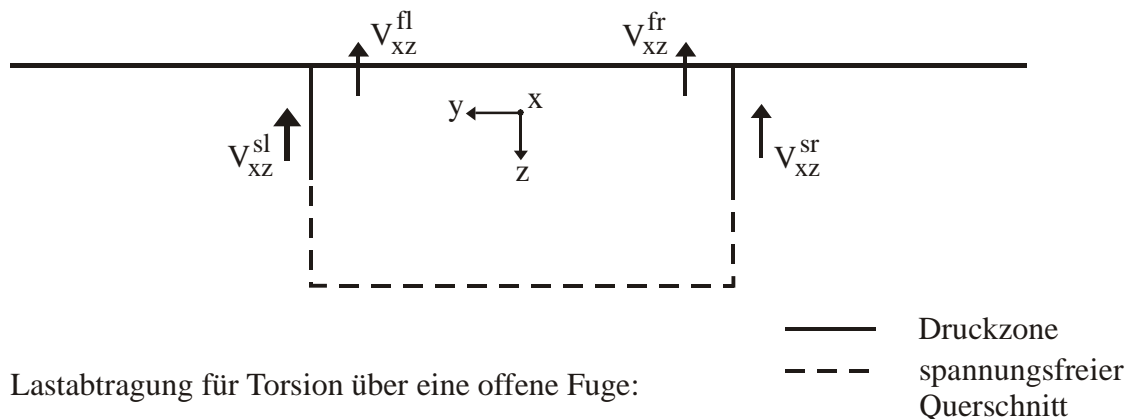 V_xz^fl
V_xz^fr
y
x
z
V_xz^sl
V_xz^sr
Druckzone
spannungsfreier
Querschnitt
Lastabtragung für Torsion über eine offene Fuge: